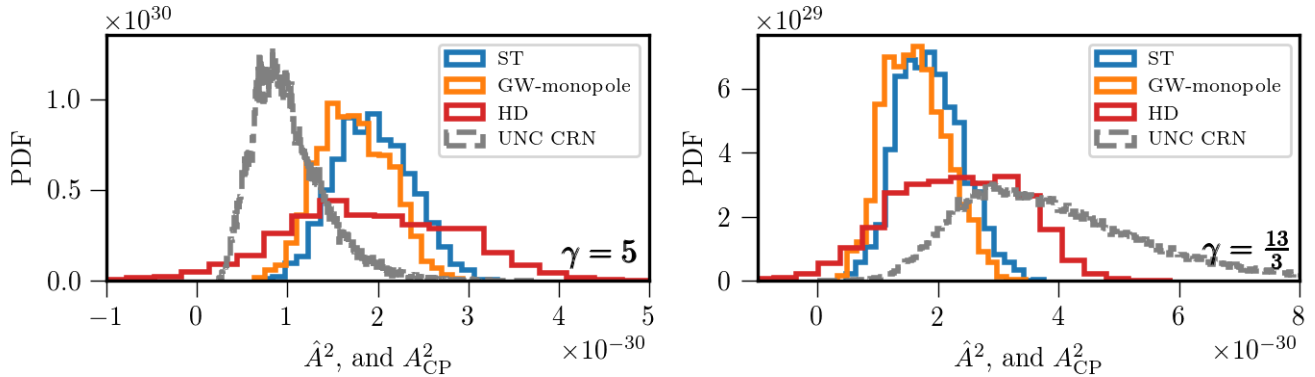 ×10^30
PDF
1.0
0.5
0.0
ST
GW-monopole
HD
UNC CRN
γ = 5
−1 0 1 2 3 4 5
Â², and A²_CP
×10^−30
×10^29
PDF
6
4
2
0
ST
GW-monopole
HD
UNC CRN
γ = 13/3
0 2 4 6 8
Â², and A²_CP
×10^−30